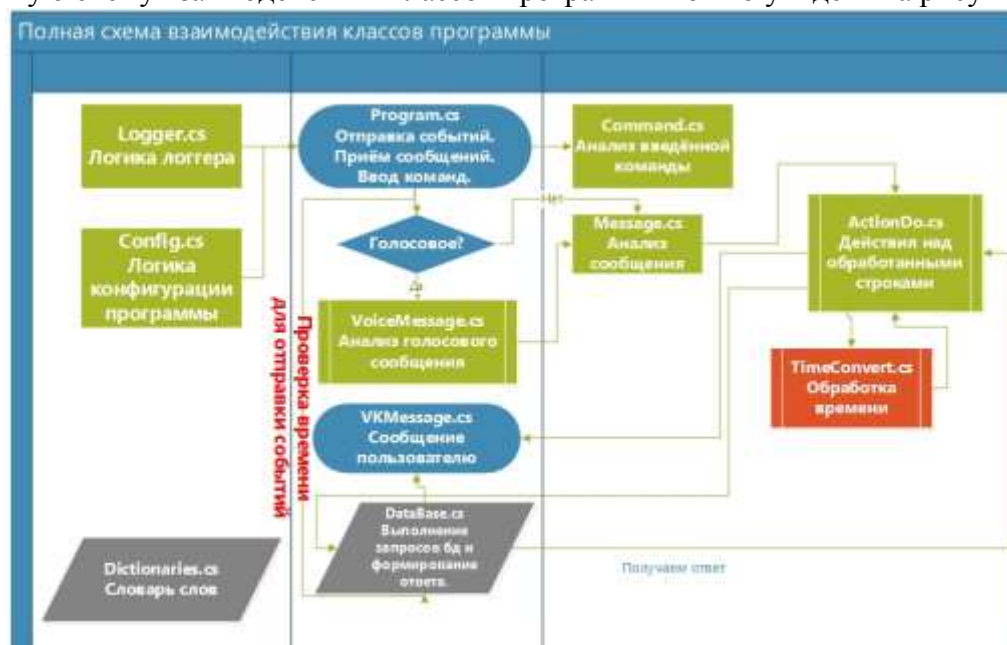 Полная схема взаимодействия классов программы
Logger.cs
Логика логгера
Program.cs
Отправка событий.
Приём сообщений.
Ввод команд.
Command.cs
Анализ введённой
команды
Нет
Config.cs
Логика
конфигурации
программы
Голосовое?
Message.cs
Анализ
сообщения
ActionDo.cs
Действия над
обработанными
строками
Да
VoiceMessage.cs
Анализ голосового
сообщения
Проверка времени
для отправки событий
TimeConvert.cs
Обработка
времени
VKMessage.cs
Сообщение
пользователю
DataBase.cs
Выполнение
запросов бд и
формирование
ответа.
Получаем ответ
Dictionaries.cs
Словарь слов